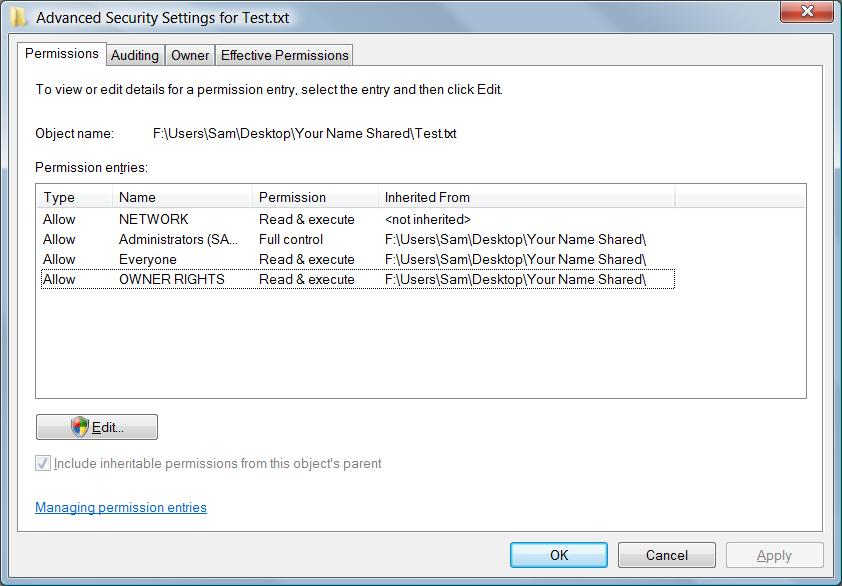 Advanced Security Settings for Test.txt
Permissions Auditing Owner Effective Permissions
To view or edit details for a permission entry, select the entry and then click Edit.
Object name: F:\Users\Sam\Desktop\Your Name Shared\Test.txt
Permission entries:
Type Name Permission Inherited From
Allow NETWORK Read & execute <not inherited>
Allow Administrators (SA... Full control F:\Users\Sam\Desktop\Your Name Shared\
Allow Everyone Read & execute F:\Users\Sam\Desktop\Your Name Shared\
Allow OWNER RIGHTS Read & execute F:\Users\Sam\Desktop\Your Name Shared\
Edit...
Include inheritable permissions from this object's parent
Managing permission entries
OK Cancel Apply